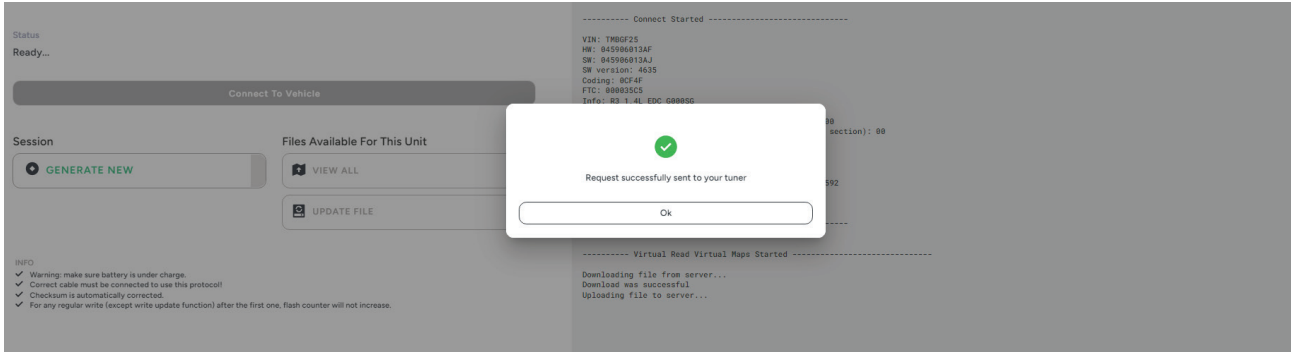 Status
Ready...
Connect To Vehicle
Session
GENERATE NEW
Files Available For This Unit
VIEW ALL
UPDATE FILE
INFO
Warning: make sure battery is under charge.
Correct cable must be connected to use this protocol!
Checksum is automatically corrected.
For any regular write (except write update function) after the first one, flash counter will not increase.
Request successfully sent to your tuner
Ok
---------- Connect Started ------------------------------
VIN: TMBGF25
HW: 045906013AF
SW: 045906013AJ
SW version: 4635
Coding: 0CF4F
FTC: 000035C5
Info: R3 1.4L EDC G000SG
00
section): 00
592
-----
---------- Virtual Read Virtual Maps Started ------------------------------
Downloading file from server...
Download was successful
Uploading file to server...